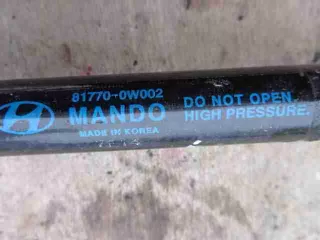 81770-0W002
MANDO DO NOT OPEN.
MADE IN KOREA HIGH PRESSURE.